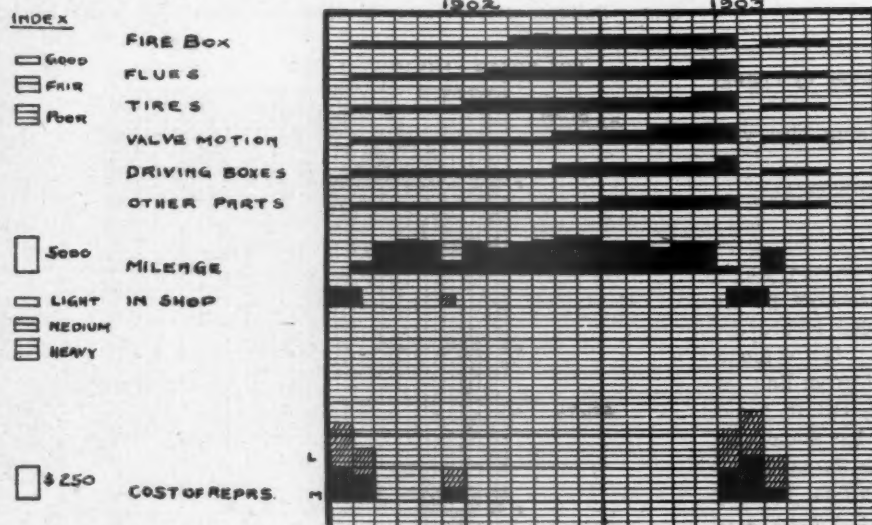 1902 1903
INDEX
FIRE BOX
GOOD
FLUES
FAIR
TIRES
POOR
VALVE MOTION
DRIVING BOXES
OTHER PARTS
5000
MILEAGE
LIGHT IN SHOP
MEDIUM
HEAVY
L
$250 COST OF REPRS. M